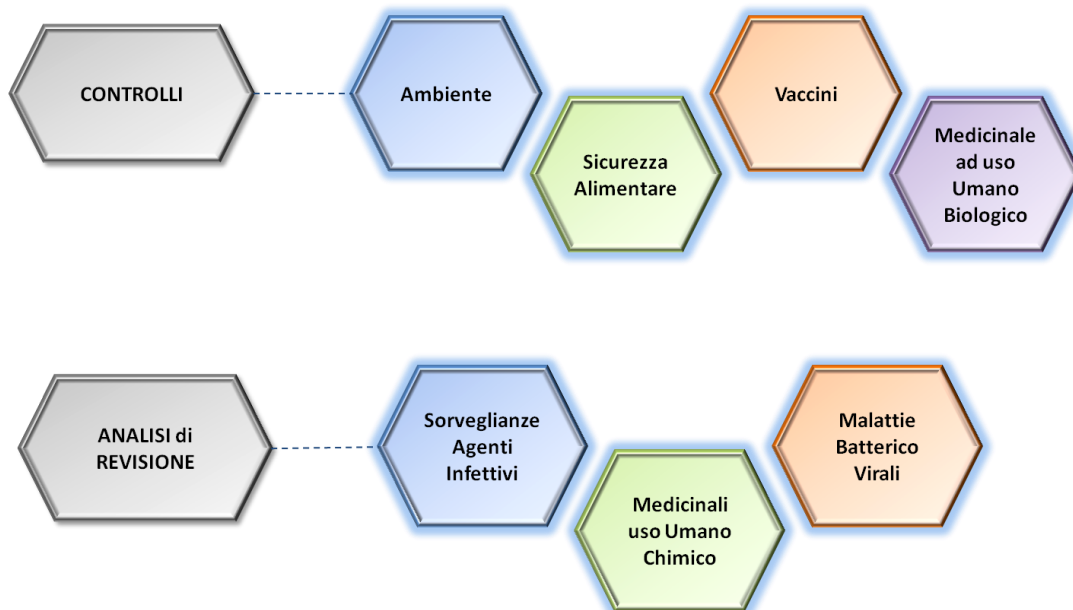 CONTROLLI
Ambiente
Sicurezza
Alimentare
Vaccini
Medicinale
ad uso
Umano
Biologico
ANALISI di
REVISIONE
Sorveglianze
Agenti
Infettivi
Medicinali
uso Umano
Chimico
Malattie
Batterico
Virali